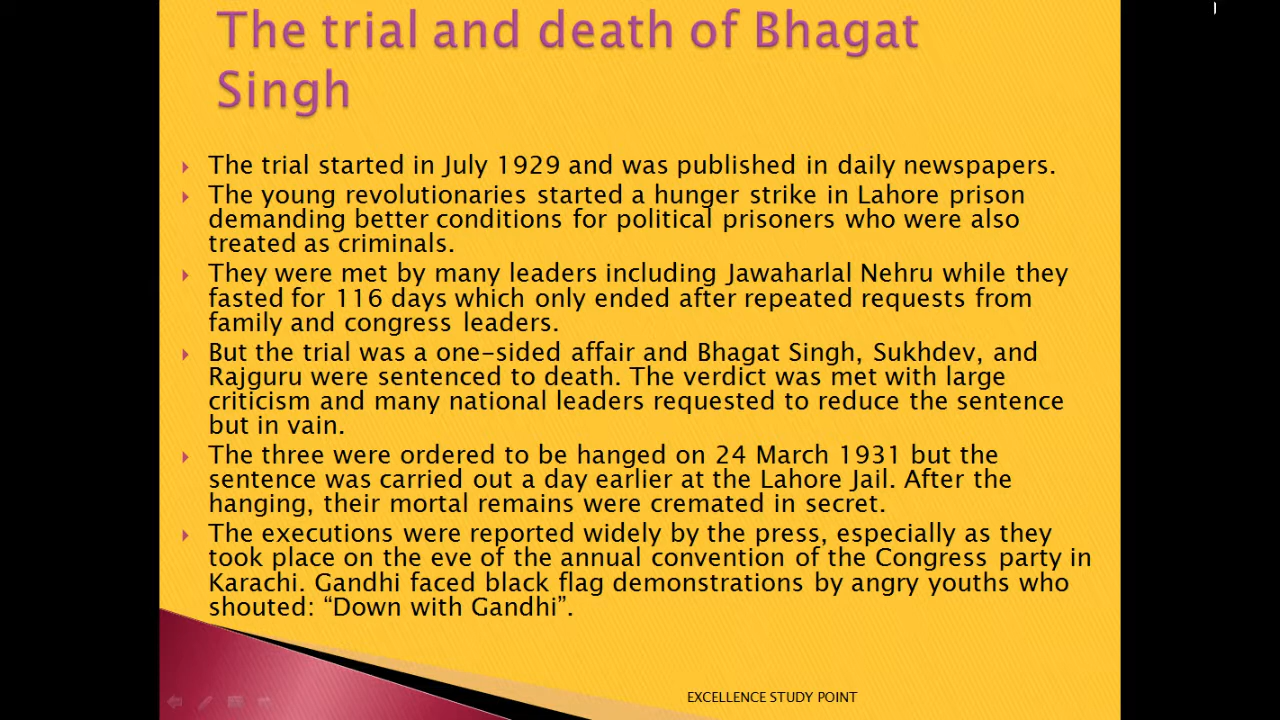 The trial and death of Bhagat
Singh
The trial started in July 1929 and was published in daily newspapers.
The young revolutionaries started a hunger strike in Lahore prison
demanding better conditions for political prisoners who were also
treated as criminals.
They were met by many leaders including Jawaharlal Nehru while they
fasted for 116 days which only ended after repeated requests from
family and congress leaders.
But the trial was a one-sided affair and Bhagat Singh, Sukhdev, and
Rajguru were sentenced to death. The verdict was met with large
criticism and many national leaders requested to reduce the sentence
but in vain.
The three were ordered to be hanged on 24 March 1931 but the
sentence was carried out a day earlier at the Lahore Jail. After the
hanging, their mortal remains were cremated in secret.
The executions were reported widely by the press, especially as they
took place on the eve of the annual convention of the Congress party in
Karachi. Gandhi faced black flag demonstrations by angry youths who
shouted: “Down with Gandhi”.
EXCELLENCE STUDY POINT